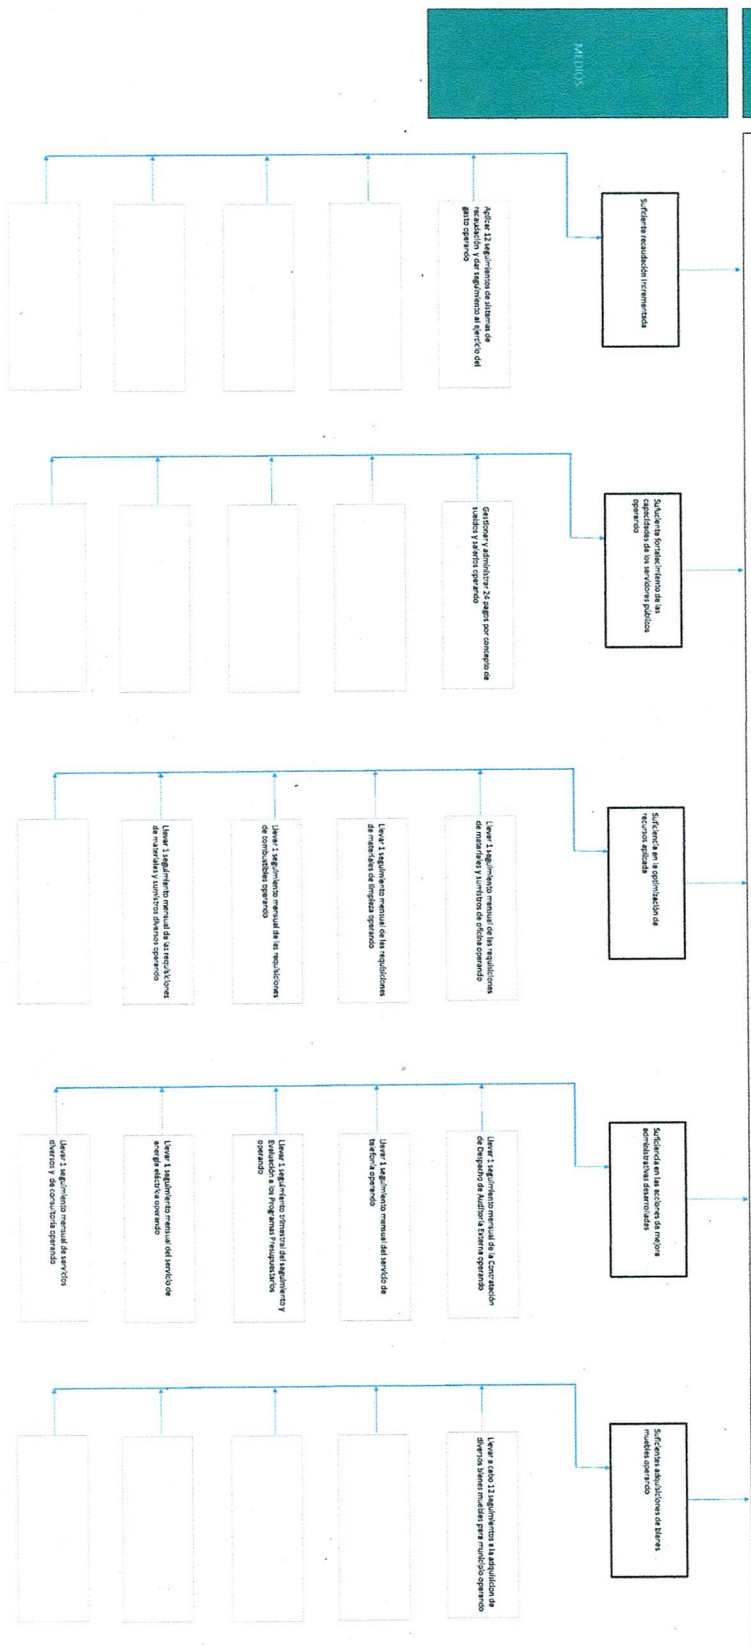 MEDIOS
Suficiente recaudación incrementada
Aplicar 12 seguimientos de sistemas de
recaudación y dar seguimiento al ejercicio del
gasto operando
Sufuciente fortalecimiento de las
capacidades de los servidores públicos
operando
Gestionar y administrar 24 pagos por concepto de
sueldos y salarios operando
Suficiencia en la optimización de
recursos aplicada
Llevar 1 seguimiento mensual de las requisiciones
de materiales y sumistros de oficina operando
Llevar 1 seguimiento mensual de las requisiciones
de materiales de limpieza operando
Llevar 1 seguimiento mensual de las requisiciones
de combustibles operando
Llevar 1 seguimiento mensual de las requisiciones
de materiales y sumistros diversos operando
Suficiencia en las acciones de mejora
administrativas desarrolladas
Llevar 1 seguimiento mensual de la Contratación
de Despacho de Auditoría Externa operando
Llevar 1 seguimiento mensual del servicio de
telefonía operando
Llevar 1 seguimiento trimestral del seguimiento y
Evaluación a los Programas Presupuestarios
operando
Llevar 1 seguimiento mensual del servicio de
energía eléctrica operando
Llevar 1 seguimiento mensual de servicios
diversos y de consultoría operando
Suficientes adquisiciones de bienes
muebles operando
Llevar a cabo 12 seguimientos a la adquisicion de
diversos bienes muebles para municipio operando